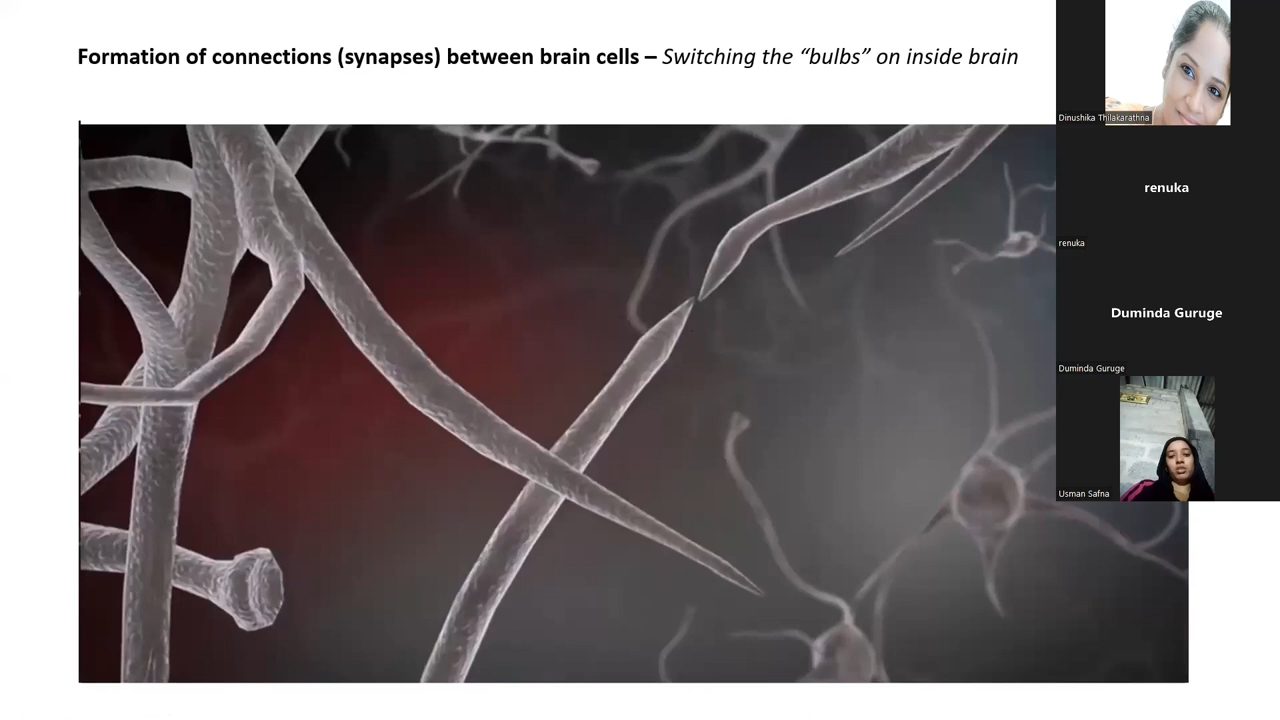 Formation of connections (synapses) between brain cells – Switching the “bulbs” on inside brain
Dinushika Thilakarathna
renuka
renuka
Duminda Guruge
Duminda Guruge
Usman Safna